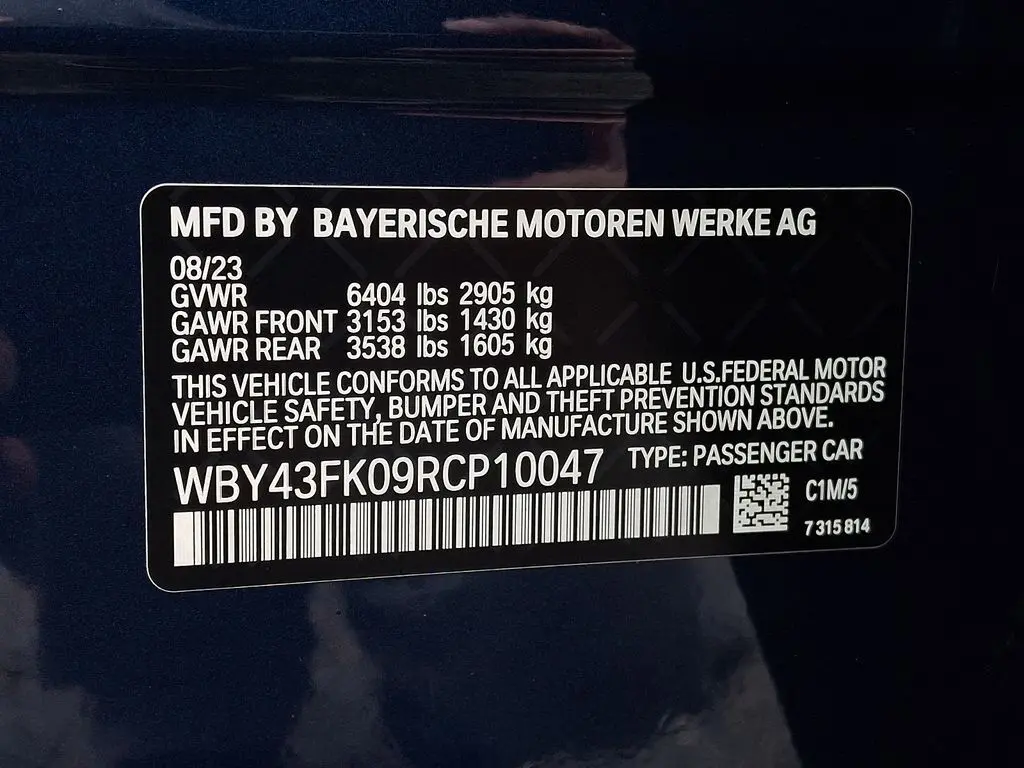 MFD BY BAYERISCHE MOTOREN WERKE AG
08/23
GVWR 6404 lbs 2905 kg
GAWR FRONT 3153 lbs 1430 kg
GAWR REAR 3538 lbs 1605 kg
THIS VEHICLE CONFORMS TO ALL APPLICABLE U.S.FEDERAL MOTOR
VEHICLE SAFETY, BUMPER AND THEFT PREVENTION STANDARDS
IN EFFECT ON THE DATE OF MANUFACTURE SHOWN ABOVE.
WBY43FK09RCP10047 TYPE: PASSENGER CAR
C1M/5
7 315 814